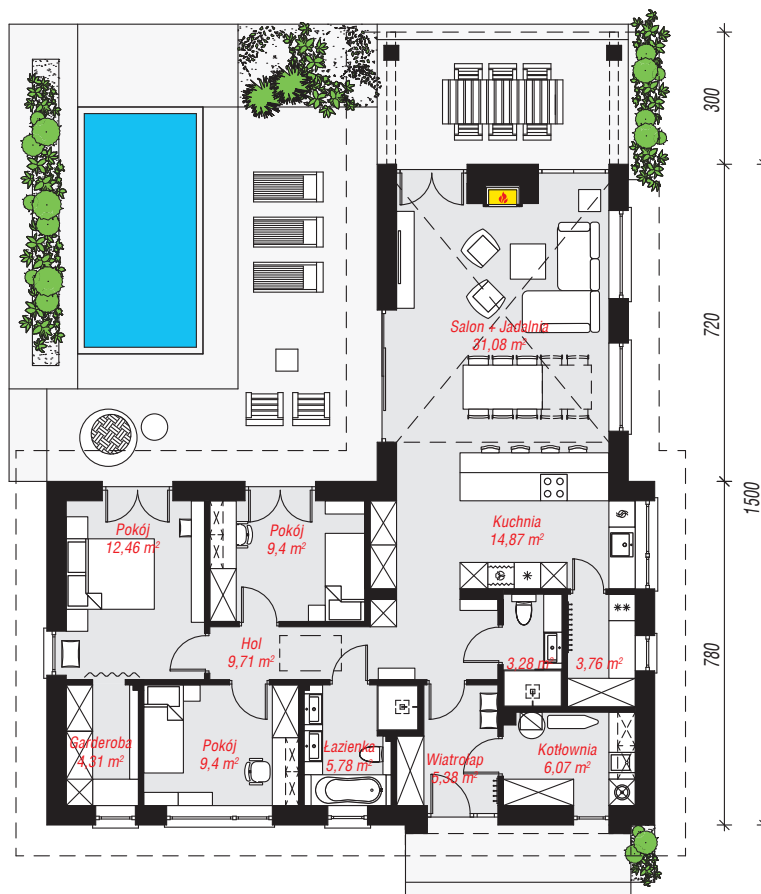 300
Salon + Jadalnia
31,08 m²
720
1500
Kuchnia
14,87 m²
Pokój
12,46 m²
Pokój
9,4 m²
Hol
9,71 m²
3,28 m²
3,76 m²
780
Garderoba
4,31 m²
Pokój
9,4 m²
Łazienka
5,78 m²
Wiatrołap
5,38 m²
Kotłownia
6,07 m²